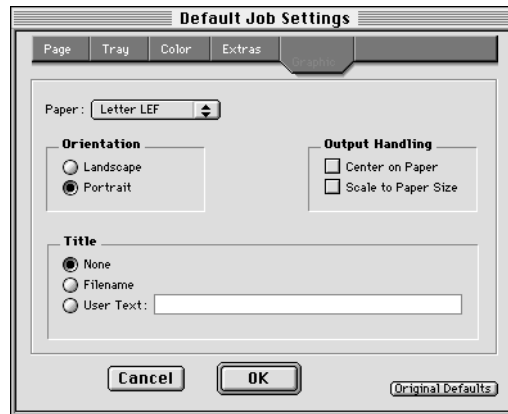 Default Job Settings
Page Tray Color Extras Graphic
Paper: Letter LEF
Orientation
Landscape
Portrait
Output Handling
Center on Paper
Scale to Paper Size
Title
None
Filename
User Text:
Cancel OK
Original Defaults